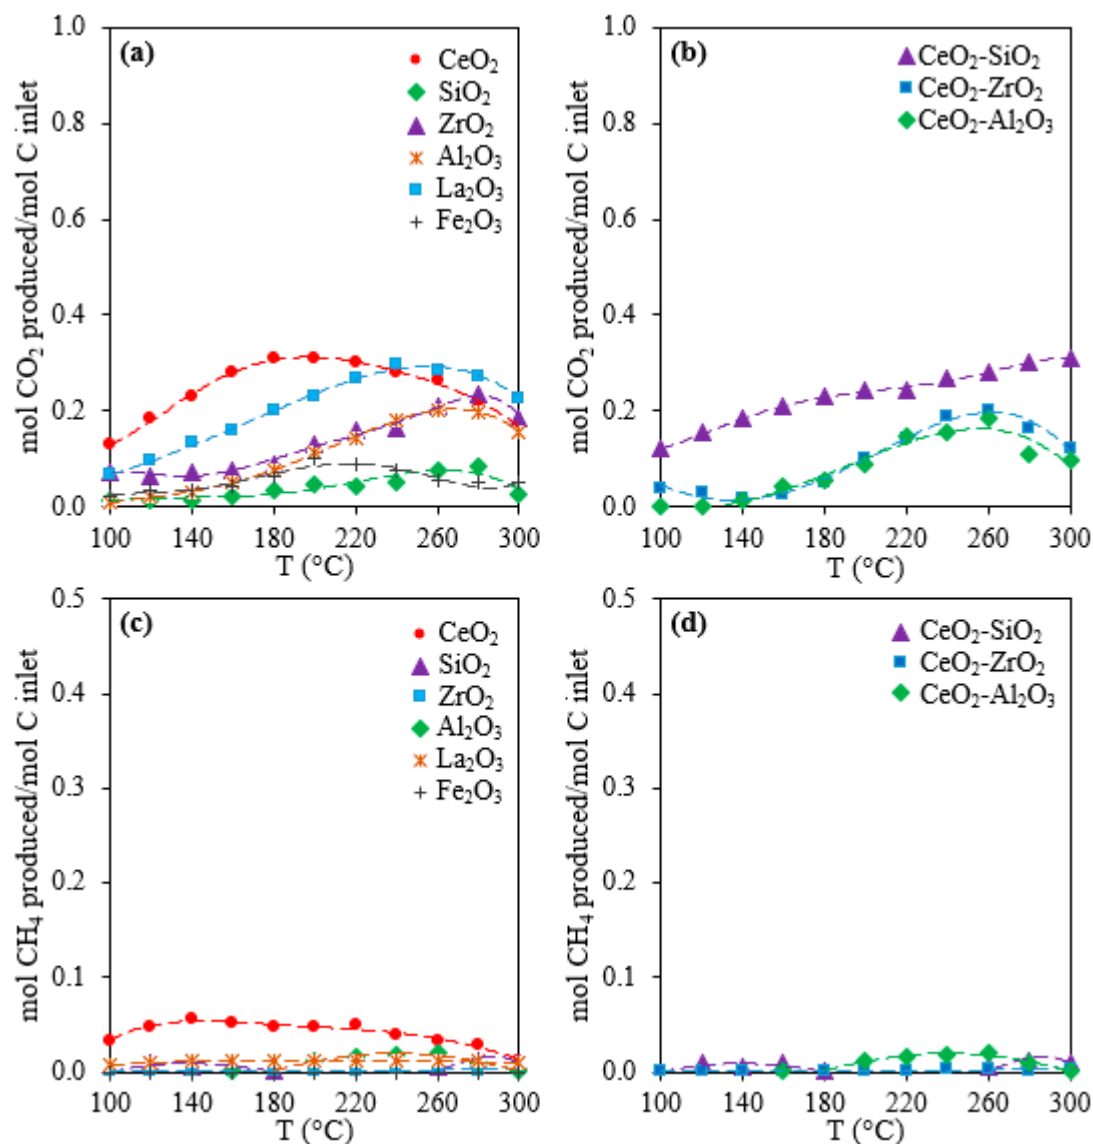 (a)
CeO₂
SiO₂
ZrO₂
Al₂O₃
La₂O₃
Fe₂O₃
mol CO₂ produced/mol C inlet
1.0
0.8
0.6
0.4
0.2
0.0
100 140 180 220 260 300
T (°C)
(b)
CeO₂-SiO₂
CeO₂-ZrO₂
CeO₂-Al₂O₃
mol CO₂ produced/mol C inlet
1.0
0.8
0.6
0.4
0.2
0.0
100 140 180 220 260 300
T (°C)
(c)
CeO₂
SiO₂
ZrO₂
Al₂O₃
La₂O₃
Fe₂O₃
mol CH₄ produced/mol C inlet
0.5
0.4
0.3
0.2
0.1
0.0
100 140 180 220 260 300
T (°C)
(d)
CeO₂-SiO₂
CeO₂-ZrO₂
CeO₂-Al₂O₃
mol CH₄ produced/mol C inlet
0.5
0.4
0.3
0.2
0.1
0.0
100 140 180 220 260 300
T (°C)